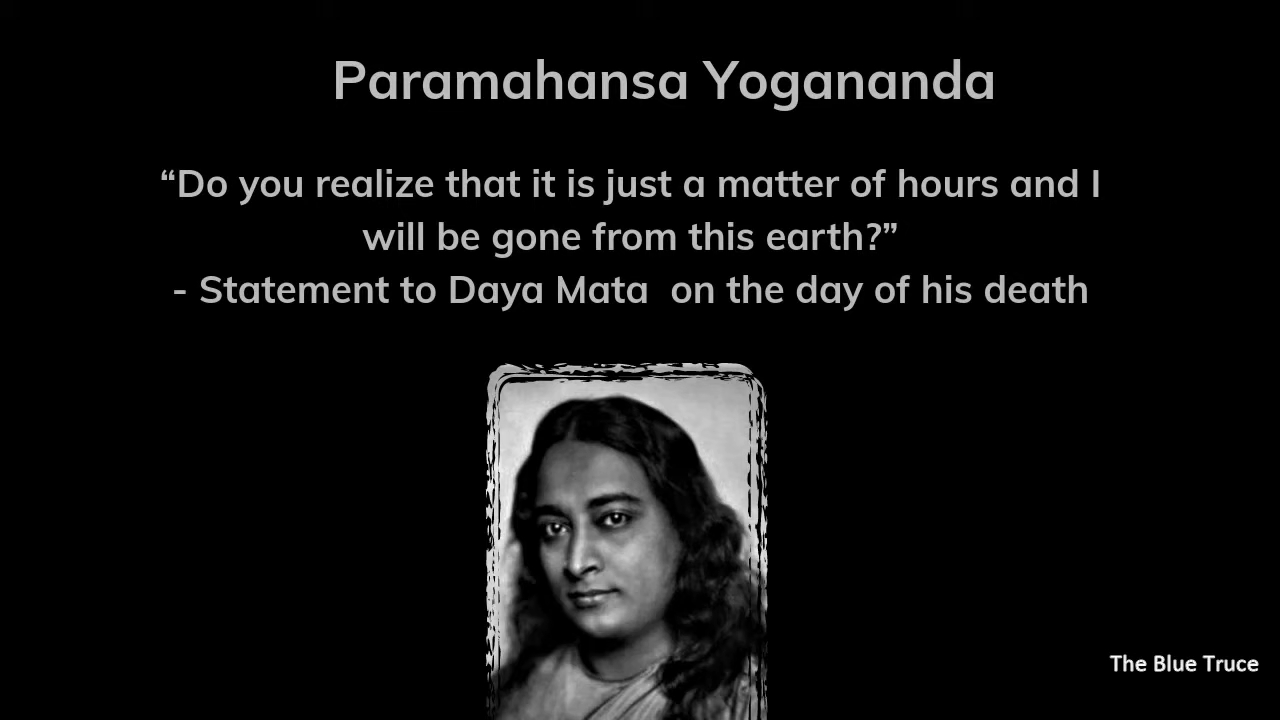 Paramahansa Yogananda
“Do you realize that it is just a matter of hours and I
will be gone from this earth?”
- Statement to Daya Mata  on the day of his death
The Blue Truce